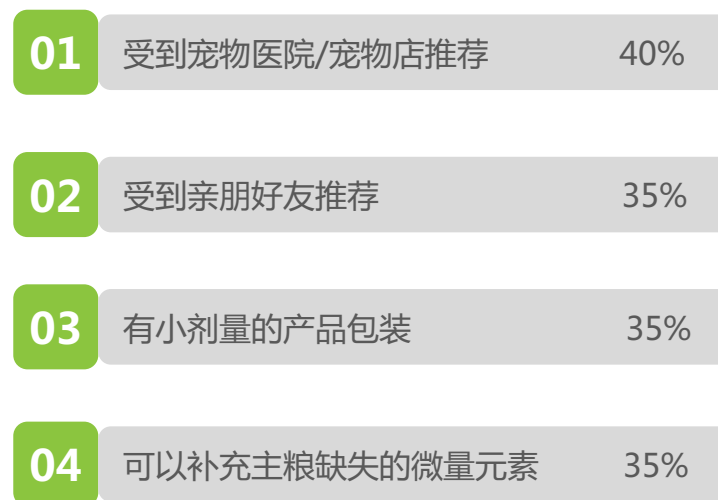 01 受到宠物医院/宠物店推荐 40%
02 受到亲朋好友推荐 35%
03 有小剂量的产品包装 35%
04 可以补充主粮缺失的微量元素 35%